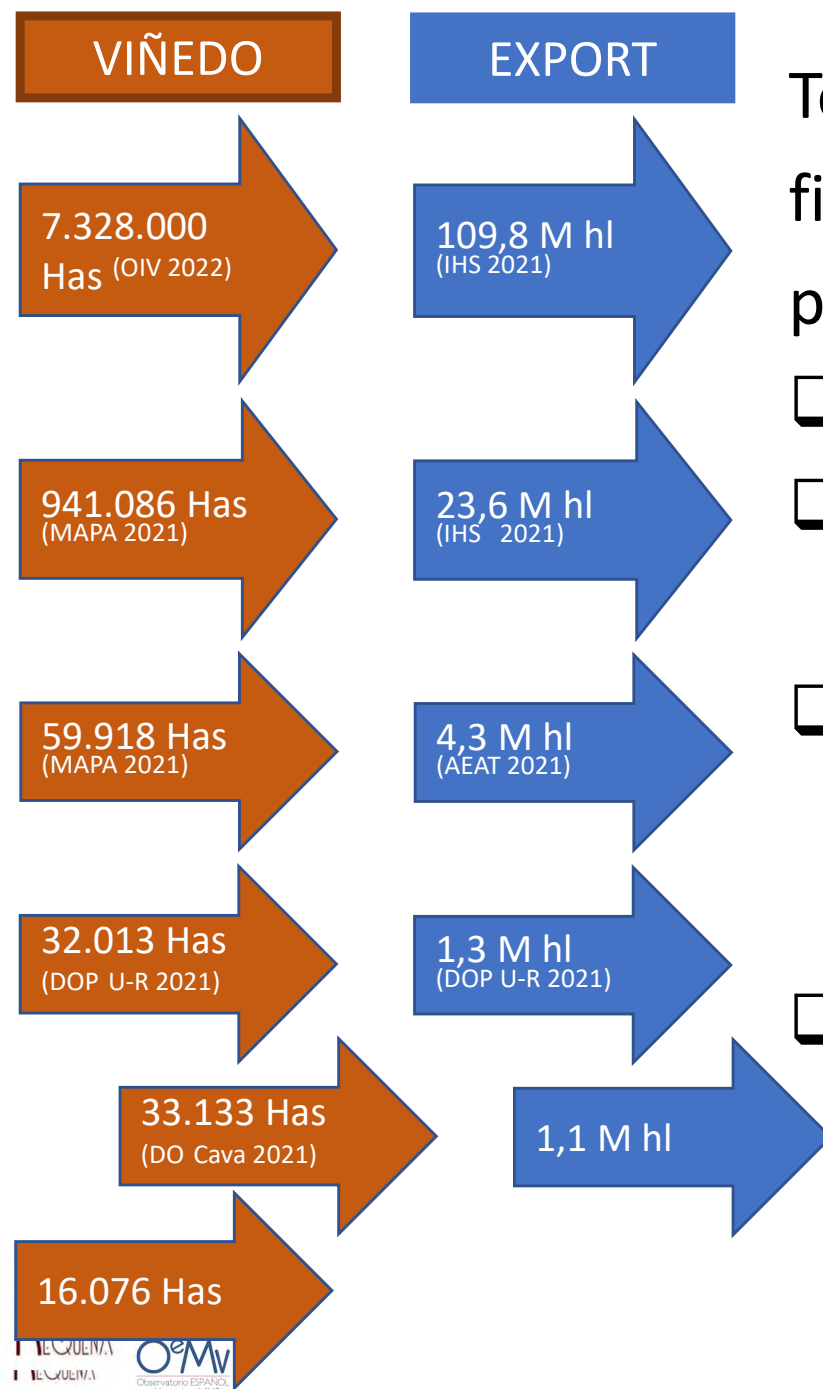 VIÑEDO
EXPORT
7.328.000
Has (OIV 2022)
109,8 M hl
(IHS 2021)
941.086 Has
(MAPA 2021)
23,6 M hl
(IHS 2021)
59.918 Has
(MAPA 2021)
4,3 M hl
(AEAT 2021)
32.013 Has
(DOP U-R 2021)
1,3 M hl
(DOP U-R 2021)
33.133 Has
(DO Cava 2021)
1,1 M hl
16.076 Has
OeMv
Observatorio ESPAÑOL